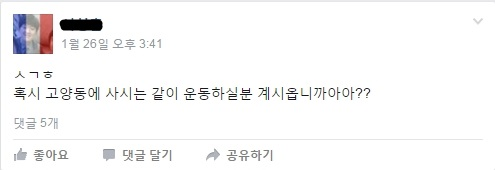 1월 26일 오후 3:41
ㅅㄱㅎ
혹시 고양동에 사시는 같이 운동하실분 계시옵니까아아??
댓글 5개
좋아요 댓글 달기 공유하기